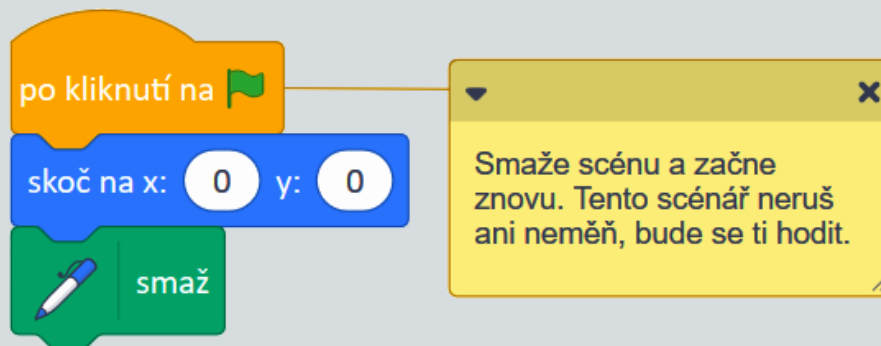 po kliknutí na
skoč na x: 0 y: 0
smaž
Smaže scénu a začne
znovu. Tento scénář neruš
ani neměň, bude se ti hodit.